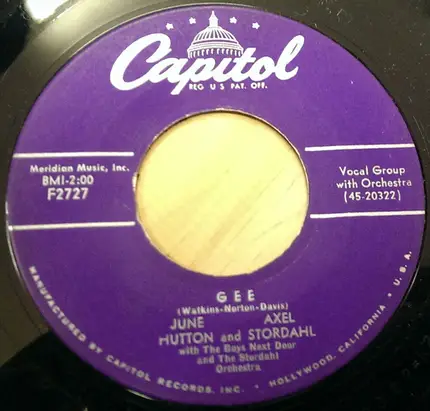 Capitol
REG U S PAT. OFF.
Meridian Music, Inc.
BMI-2:00
F2727
Vocal Group
with Orchestra
(45-20322)
GEE
(Watkins-Norton-Davis)
JUNE AXEL
HUTTON and STORDAHL
with The Boys Next Door
and The Stordahl
Orchestra
MANUFACTURED BY CAPITOL RECORDS, INC. • HOLLYWOOD, CALIFORNIA • U.S.A.